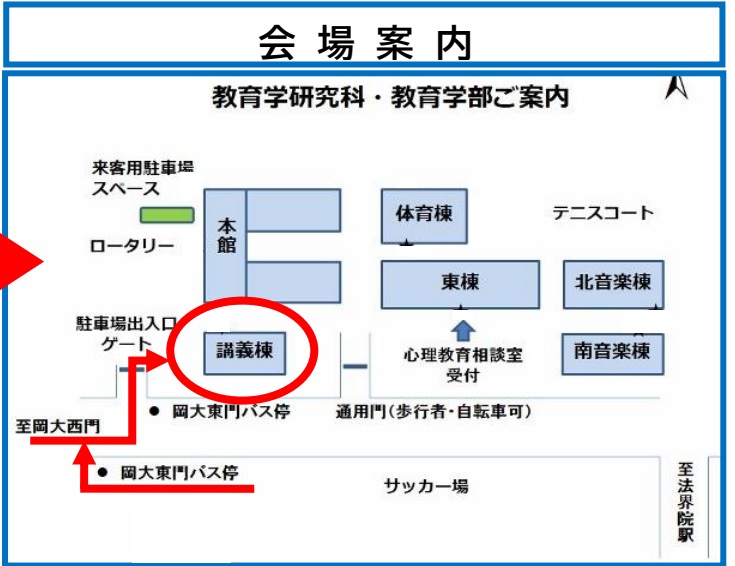 会場案内
教育学研究科・教育学部ご案内
来客用駐車場
スペース
ロータリー
本館
体育棟
テニスコート
東棟
北音楽棟
駐車場出入口
ゲート
講義棟
心理教育相談室
受付
南音楽棟
● 岡大東門バス停
通用門(歩行者・自転車可)
至岡大西門
● 岡大東門バス停
サッカー場
至法界院駅